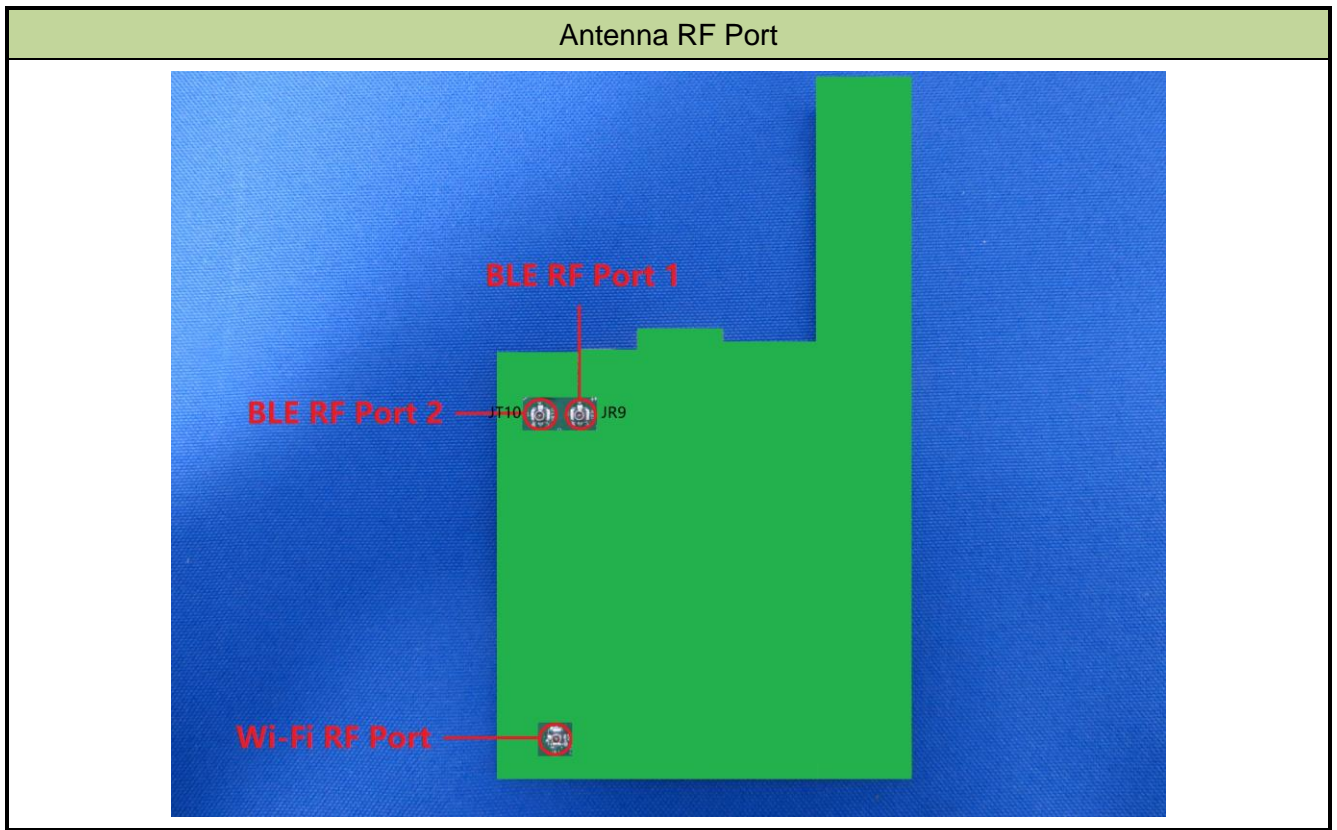 Antenna RF Port
BLE RF Port 1
BLE RF Port 2
JT10
JR9
Wi-Fi RF Port